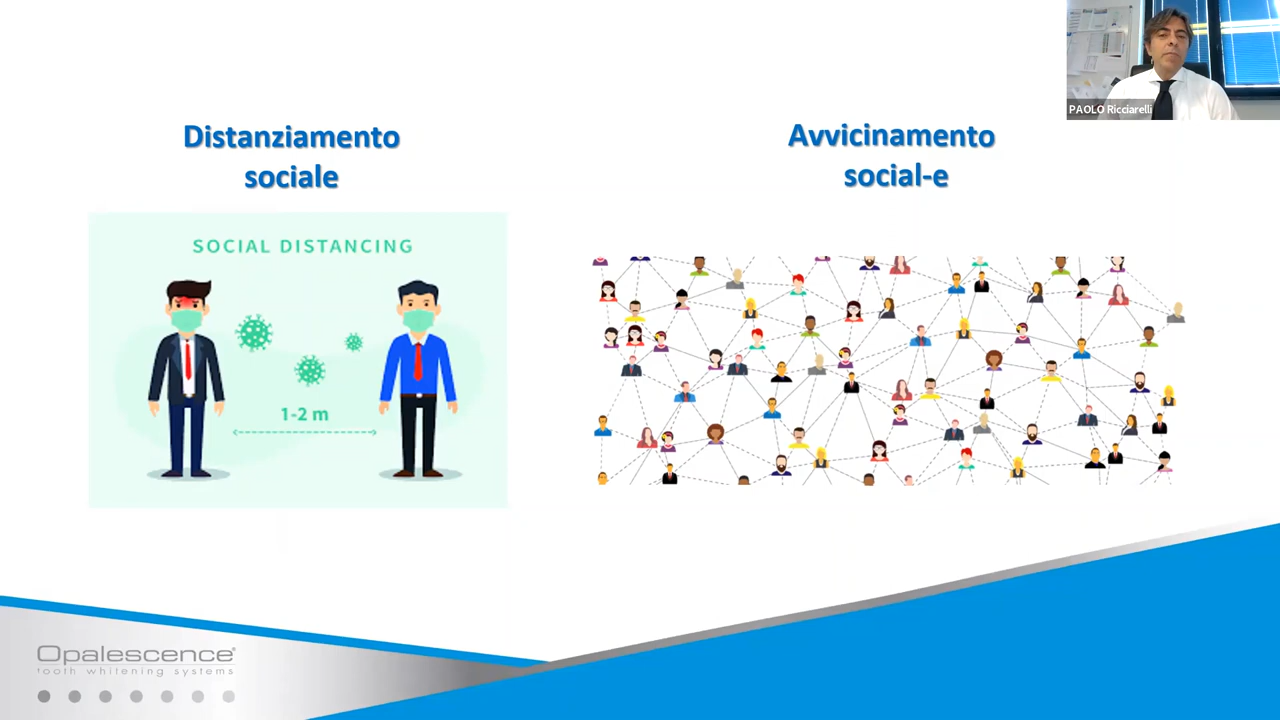 PAOLO Ricciarelli
Distanziamento
sociale
Avvicinamento
social-e
SOCIAL DISTANCING
1-2 m
Opalescence®
tooth whitening systems